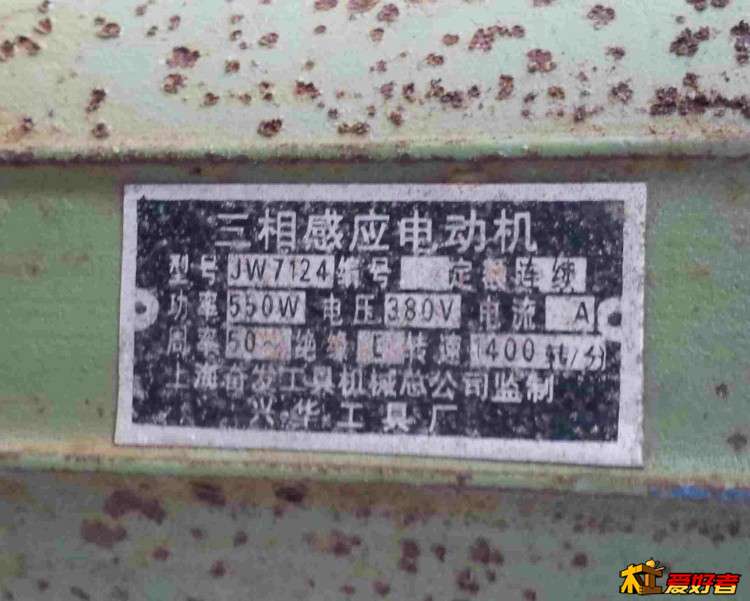 三相感应电动机
型号 JW7124 编号 定额 连续
功率 550W 电压 380V 电流 A
周率 50~ 绝缘 E 转速 1400 转/分
上海奋发工具机械总公司监制
兴华工具厂
木工爱好者